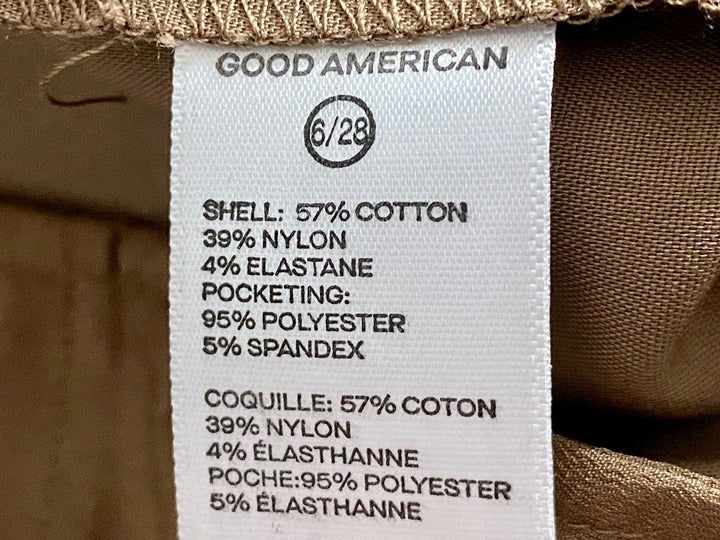 GOOD AMERICAN
6/28
SHELL: 57% COTTON
39% NYLON
4% ELASTANE
POCKETING:
95% POLYESTER
5% SPANDEX
COQUILLE: 57% COTON
39% NYLON
4% ÉLASTHANNE
POCHE:95% POLYESTER
5% ÉLASTHANNE